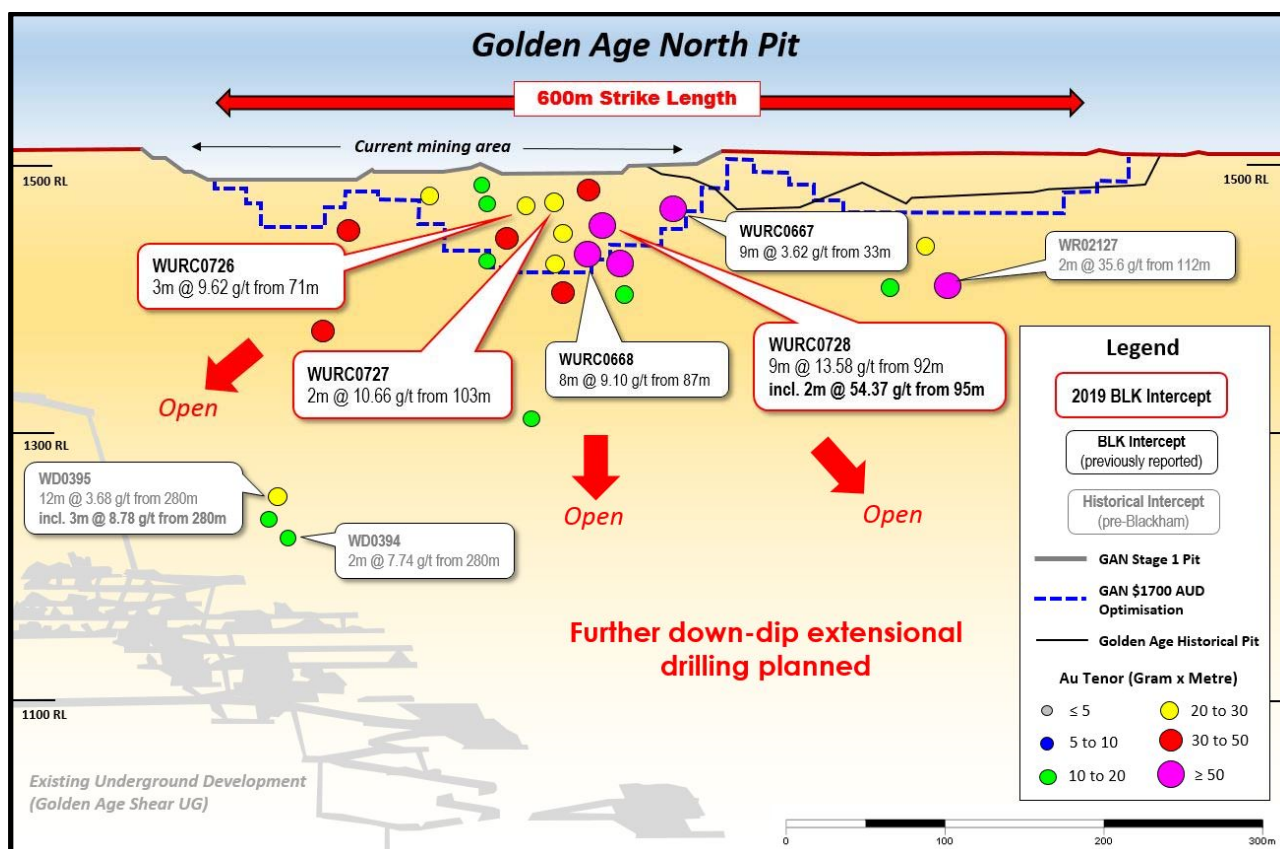 Golden Age North Pit
600m Strike Length
Current mining area
1500 RL
1500 RL
WURC0726
3m @ 9.62 g/t from 71m
WURC0727
2m @ 10.66 g/t from 103m
WURC0668
8m @ 9.10 g/t from 87m
WURC0667
9m @ 3.62 g/t from 33m
WURC0728
9m @ 13.58 g/t from 92m
incl. 2m @ 54.37 g/t from 95m
WR02127
2m @ 35.6 g/t from 112m
Open
Open
Open
1300 RL
WD0395
12m @ 3.68 g/t from 280m
incl. 3m @ 8.78 g/t from 280m
WD0394
2m @ 7.74 g/t from 280m
Further down-dip extensional
drilling planned
1100 RL
Existing Underground Development
(Golden Age Shear UG)
Legend
2019 BLK Intercept
BLK Intercept
(previously reported)
Historical Intercept
(pre-Blackham)
GAN Stage 1 Pit
GAN $1700 AUD
Optimisation
Golden Age Historical Pit
Au Tenor (Gram x Metre)
≤ 5
20 to 30
5 to 10
30 to 50
10 to 20
≥ 50
0
100
200
300m